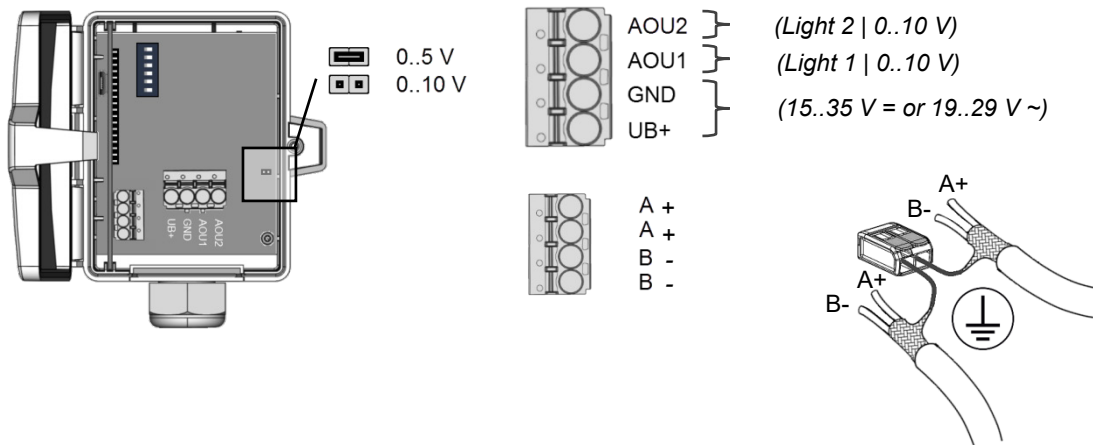 0..5 V
0..10 V
UB+
GND
AOU1
AOU2
AOU2 (Light 2 | 0..10 V)
AOU1 (Light 1 | 0..10 V)
GND
UB+
(15..35 V = or 19..29 V ~)
A +
A +
B -
B -
A+
B-
A+
B-